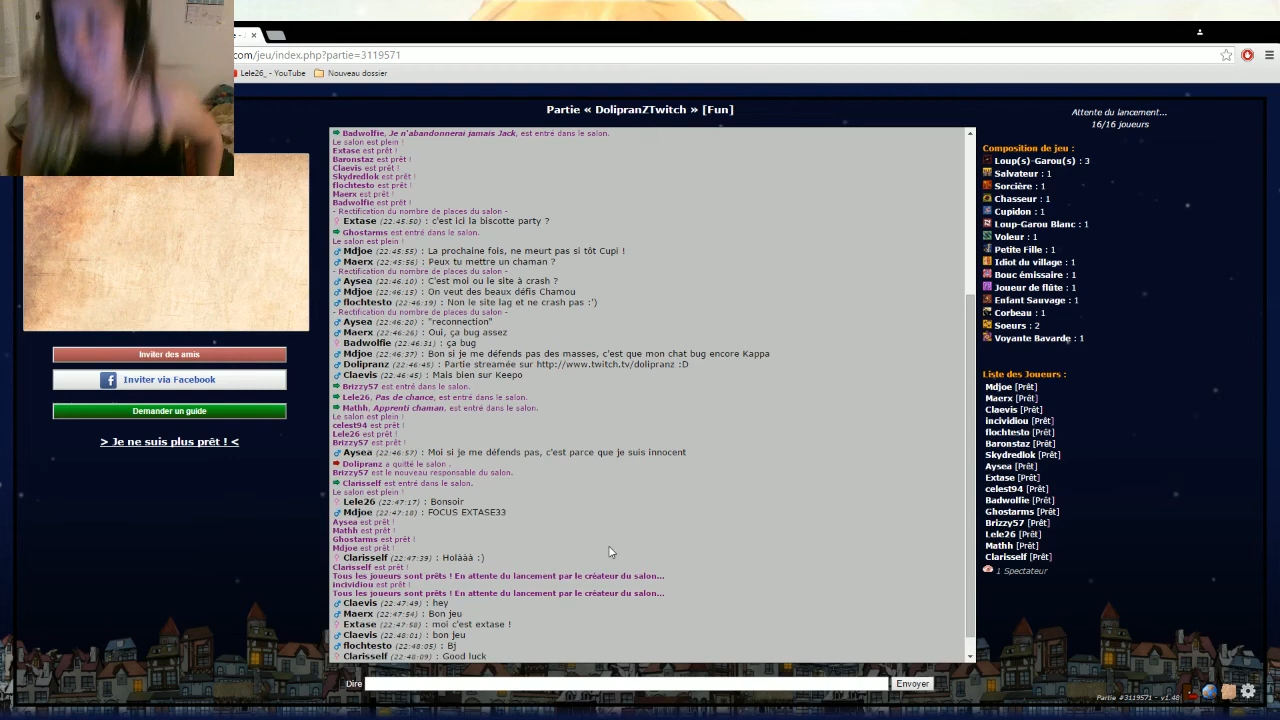 com/jeu/index.php?partie=3119571
Lele26_ - YouTube
Nouveau dossier
Partie « DolipranZTwitch » [Fun]
Badwolfie, Je n'abandonnerai jamais Jack, est entré dans le salon.
Le salon est plein !
Extase est prêt !
Baronstaz est prêt !
Claevis est prêt !
Skydredlok est prêt !
flochtesto est prêt !
Maerx est prêt !
Badwolfie est prêt !
- Rectification du nombre de places du salon -
Extase (22:45:50) : c'est ici la biscotte party ?
Ghostarms est entré dans le salon.
Le salon est plein !
Mdjoe (22:45:55) : La prochaine fois, ne meurt pas si tôt Cupi !
Maerx (22:45:56) : Peux tu mettre un chaman ?
- Rectification du nombre de places du salon -
Aysea (22:46:10) : C'est moi ou le site à crash ?
Mdjoe (22:46:15) : On veut des beaux défis Chamou
flochtesto (22:46:19) : Non le site lag et ne crash pas :')
- Rectification du nombre de places du salon -
Aysea (22:46:20) : "reconnection"
Maerx (22:46:26) : Oui, ça bug assez
Badwolfie (22:46:31) : ça bug
Mdjoe (22:46:37) : Bon si je me défends pas des masses, c'est que mon chat bug encore Kappa
Dolipranz (22:46:45) : Partie streamée sur http://www.twitch.tv/dolipranz :D
Claevis (22:46:45) : Mais bien sur Keepo
Brizzy57 est entré dans le salon.
Lele26, Pas de chance, est entré dans le salon.
Mathh, Apprenti chaman, est entré dans le salon.
Le salon est plein !
celest94 est prêt !
Lele26 est prêt !
Brizzy57 est prêt !
Aysea (22:46:57) : Moi si je me défends pas, c'est parce que je suis innocent
Dolipranz a quitté le salon .
Brizzy57 est le nouveau responsable du salon.
Clarisself est entré dans le salon.
Le salon est plein !
Lele26 (22:47:17) : Bonsoir
Mdjoe (22:47:18) : FOCUS EXTASE33
Aysea est prêt !
Mathh est prêt !
Ghostarms est prêt !
Mdjoe est prêt !
Clarisself (22:47:39) : Holààà :)
Clarisself est prêt !
Tous les joueurs sont prêts ! En attente du lancement par le créateur du salon...
incividiou est prêt !
Tous les joueurs sont prêts ! En attente du lancement par le créateur du salon...
Claevis (22:47:49) : hey
Maerx (22:47:54) : Bon jeu
Extase (22:47:58) : moi c'est extase !
Claevis (22:48:01) : bon jeu
flochtesto (22:48:05) : Bj
Clarisself (22:48:09) : Good luck
Dire
Envoyer
Inviter des amis
Inviter via Facebook
Demander un guide
> Je ne suis plus prêt ! <
Attente du lancement...
16/16 joueurs
Composition de jeu :
Loup(s)-Garou(s) : 3
Salvateur : 1
Sorcière : 1
Chasseur : 1
Cupidon : 1
Loup-Garou Blanc : 1
Voleur : 1
Petite Fille : 1
Idiot du village : 1
Bouc émissaire : 1
Joueur de flûte : 1
Enfant Sauvage : 1
Corbeau : 1
Soeurs : 2
Voyante Bavarde : 1
Liste des Joueurs :
Mdjoe [Prêt]
Maerx [Prêt]
Claevis [Prêt]
incividiou [Prêt]
flochtesto [Prêt]
Baronstaz [Prêt]
Skydredlok [Prêt]
Aysea [Prêt]
Extase [Prêt]
celest94 [Prêt]
Badwolfie [Prêt]
Ghostarms [Prêt]
Brizzy57 [Prêt]
Lele26 [Prêt]
Mathh [Prêt]
Clarisself [Prêt]
1 Spectateur
Partie #3119571 - v1.48